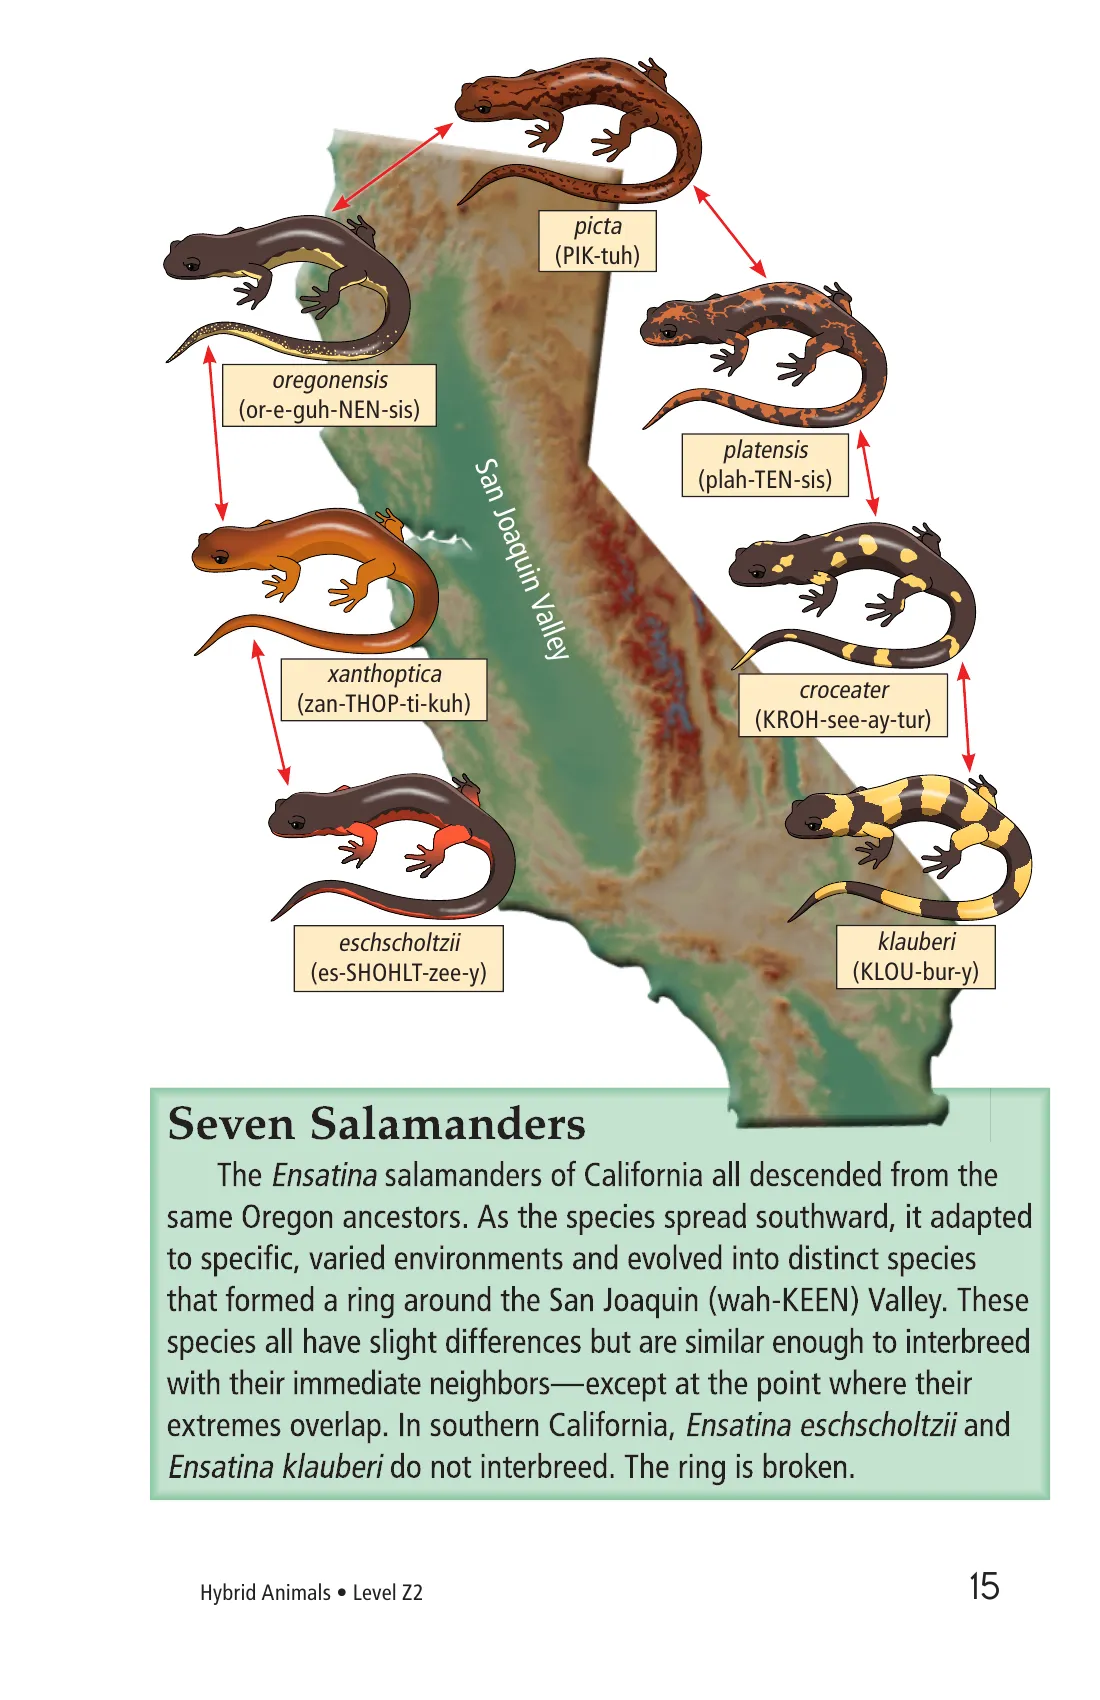 picta
(PIK-tuh)
oregonensis
(or-e-guh-NEN-sis)
platensis
(plah-TEN-sis)
San Joaquin Valley
xanthoptica
(zan-THOP-ti-kuh)
croceater
(KROH-see-ay-tur)
eschscholtzii
(es-SHOHLT-zee-y)
klauberi
(KLOU-bur-y)
Seven Salamanders
The Ensatina salamanders of California all descended from the
same Oregon ancestors. As the species spread southward, it adapted
to specific, varied environments and evolved into distinct species
that formed a ring around the San Joaquin (wah-KEEN) Valley. These
species all have slight differences but are similar enough to interbreed
with their immediate neighbors—except at the point where their
extremes overlap. In southern California, Ensatina eschscholtzii and
Ensatina klauberi do not interbreed. The ring is broken.
Hybrid Animals • Level Z2
15